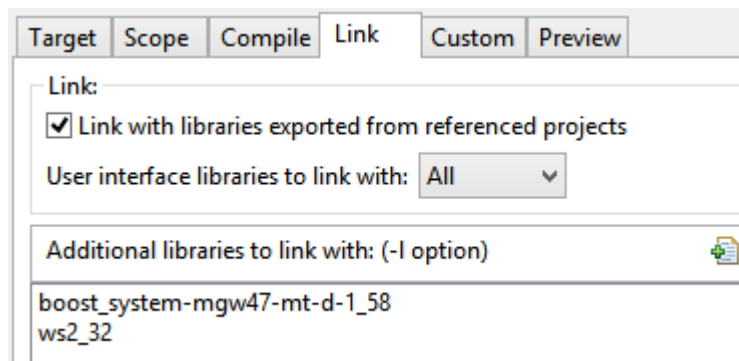 Target Scope Compile Link Custom Preview
Link:
Link with libraries exported from referenced projects
User interface libraries to link with: All
Additional libraries to link with: (-l option)
boost_system-mgw47-mt-d-1_58
ws2_32